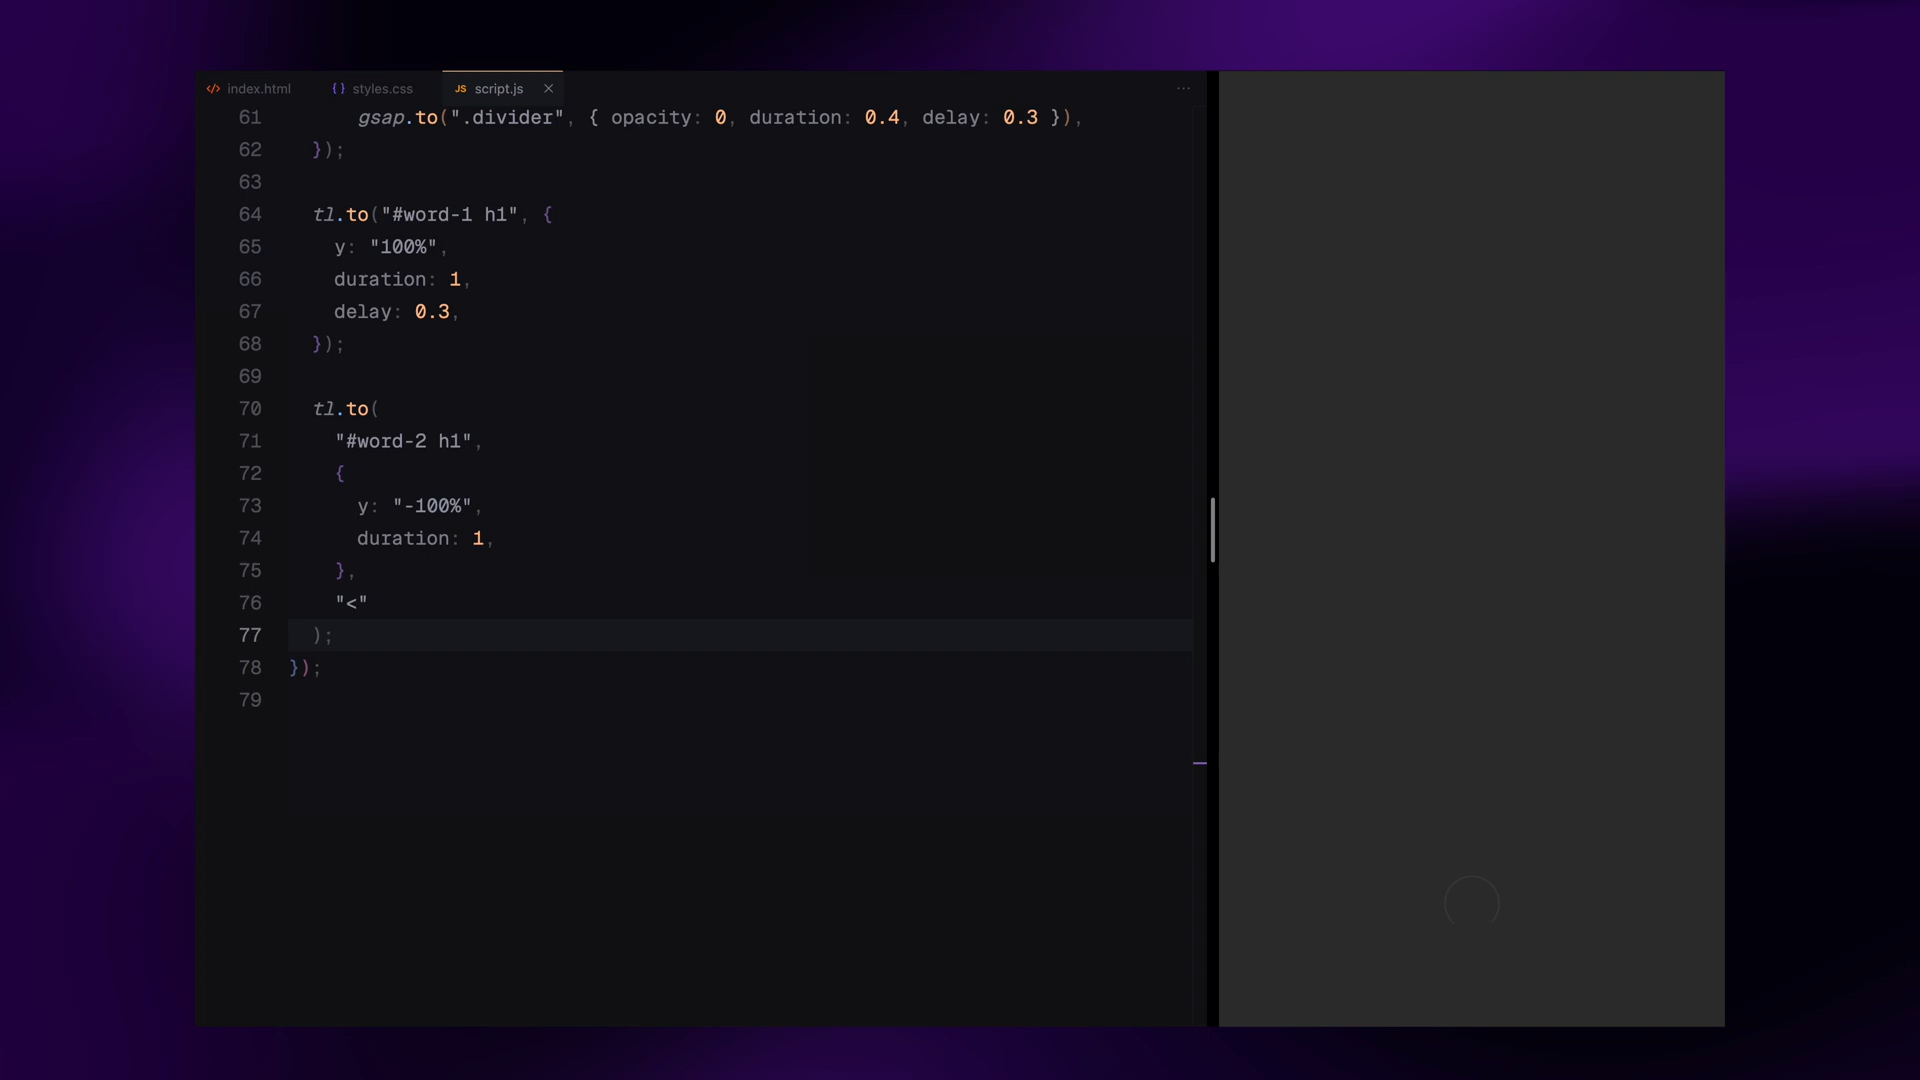 index.html
styles.css
JS script.js
61 gsap.to(".divider", { opacity: 0, duration: 0.4, delay: 0.3 }),
62 });
63
64 tl.to("#word-1 h1", {
65 y: "100%",
66 duration: 1,
67 delay: 0.3,
68 });
69
70 tl.to(
71 "#word-2 h1",
72 {
73 y: "-100%",
74 duration: 1,
75 },
76 "<"
77 );
78 });
79